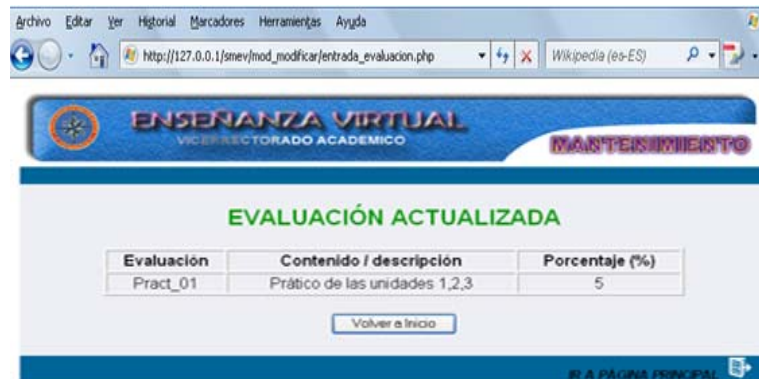 Archivo Editar Ver Historial Marcadores Herramientas Ayuda
http://127.0.0.1/smev/mod_modificar/entrada_evaluacion.php Wikipedia (es-ES)
ENSEÑANZA VIRTUAL
VICERRECTORADO ACADEMICO
MANTENIMIENTO
EVALUACIÓN ACTUALIZADA
Evaluación Contenido / descripción Porcentaje (%)
Pract_01 Prático de las unidades 1,2,3 5
Volver a Inicio
IR A PÁGINA PRINCIPAL